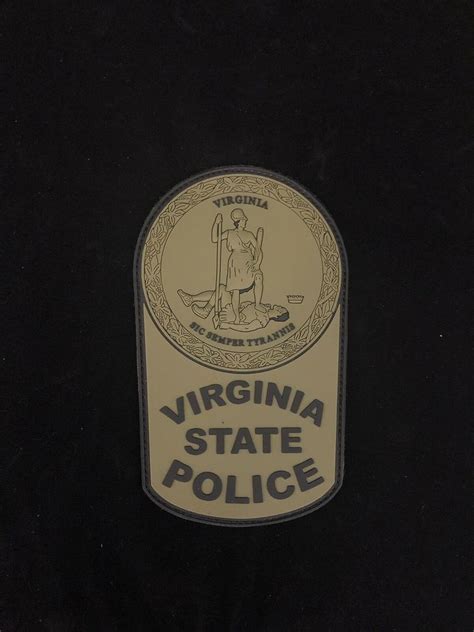 VIRGINIA
SIC SEMPER TYRANNIS
VIRGINIA
STATE
POLICE